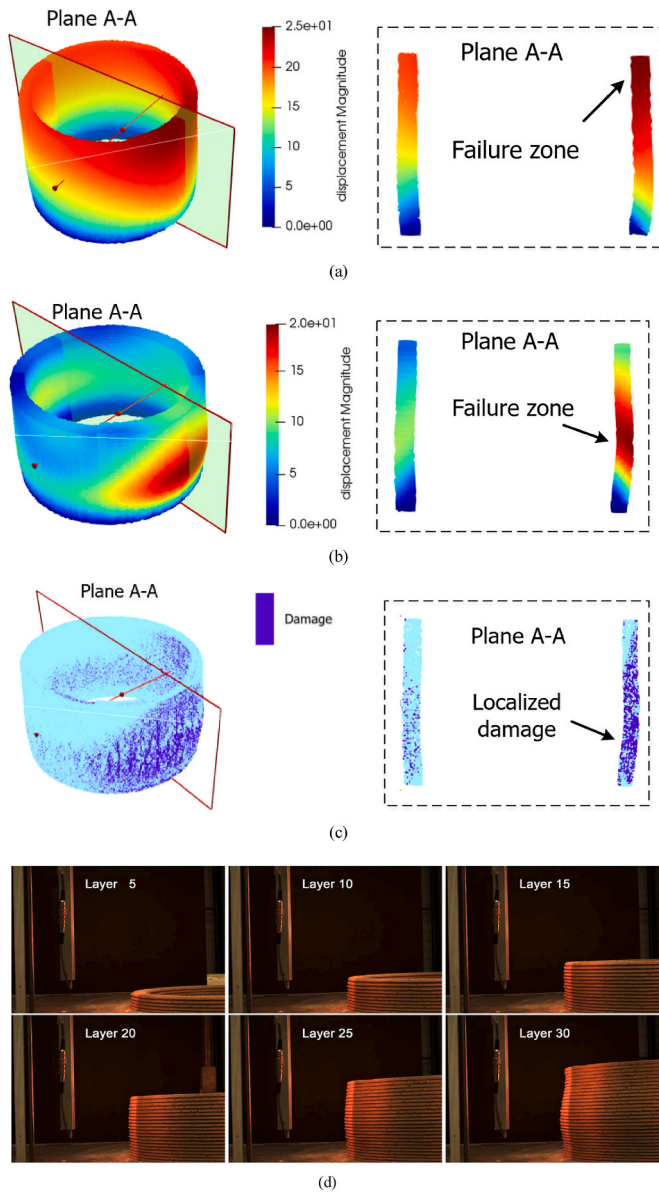 Plane A-A
2.5e+01
20
15
10
5
0.0e+00
displacement Magnitude
Plane A-A
Failure zone
(a)
Plane A-A
2.0e+01
15
10
5
0.0e+00
displacement Magnitude
Plane A-A
Failure zone
(b)
Plane A-A
Damage
Plane A-A
Localized
damage
(c)
Layer 5
Layer 10
Layer 15
Layer 20
Layer 25
Layer 30
(d)